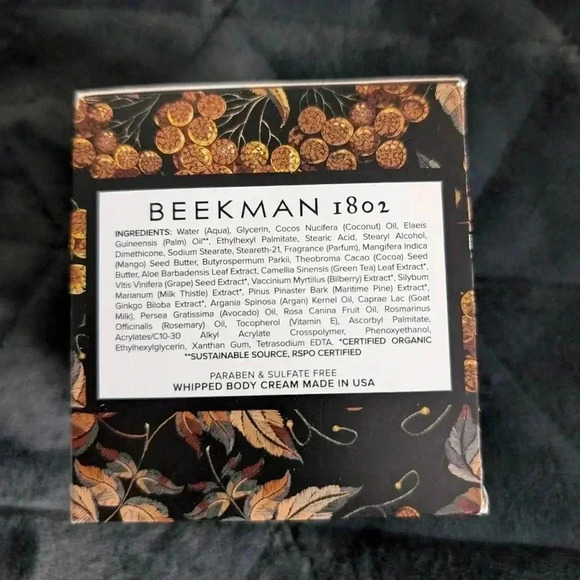 BEEKMAN 1802
INGREDIENTS: Water (Aqua), Glycerin, Cocos Nucifera (Coconut) Oil, Elaeis
Guineensis (Palm) Oil**, Ethylhexyl Palmitate, Stearic Acid, Stearyl Alcohol,
Dimethicone, Sodium Stearate, Steareth-21, Fragrance (Parfum), Mangifera Indica
(Mango) Seed Butter, Butyrospermum Parkii, Theobroma Cacao (Cocoa) Seed
Butter, Aloe Barbadensis Leaf Extract, Camellia Sinensis (Green Tea) Leaf Extract*,
Vitis Vinifera (Grape) Seed Extract*, Vaccinium Myrtillus (Bilberry) Extract*, Silybum
Marianum (Milk Thistle) Extract*, Pinus Pinaster Bark (Maritime Pine) Extract*,
Ginkgo Biloba Extract*, Argania Spinosa (Argan) Kernel Oil, Caprae Lac (Goat
Milk), Persea Gratissima (Avocado) Oil, Rosa Canina Fruit Oil, Rosmarinus
Officinalis (Rosemary) Oil, Tocopherol (Vitamin E), Ascorbyl Palmitate,
Acrylates/C10-30 Alkyl Acrylate Crosspolymer, Phenoxyethanol,
Ethylhexylglycerin, Xanthan Gum, Tetrasodium EDTA. *CERTIFIED ORGANIC
**SUSTAINABLE SOURCE, RSPO CERTIFIED
PARABEN & SULFATE FREE
WHIPPED BODY CREAM MADE IN USA